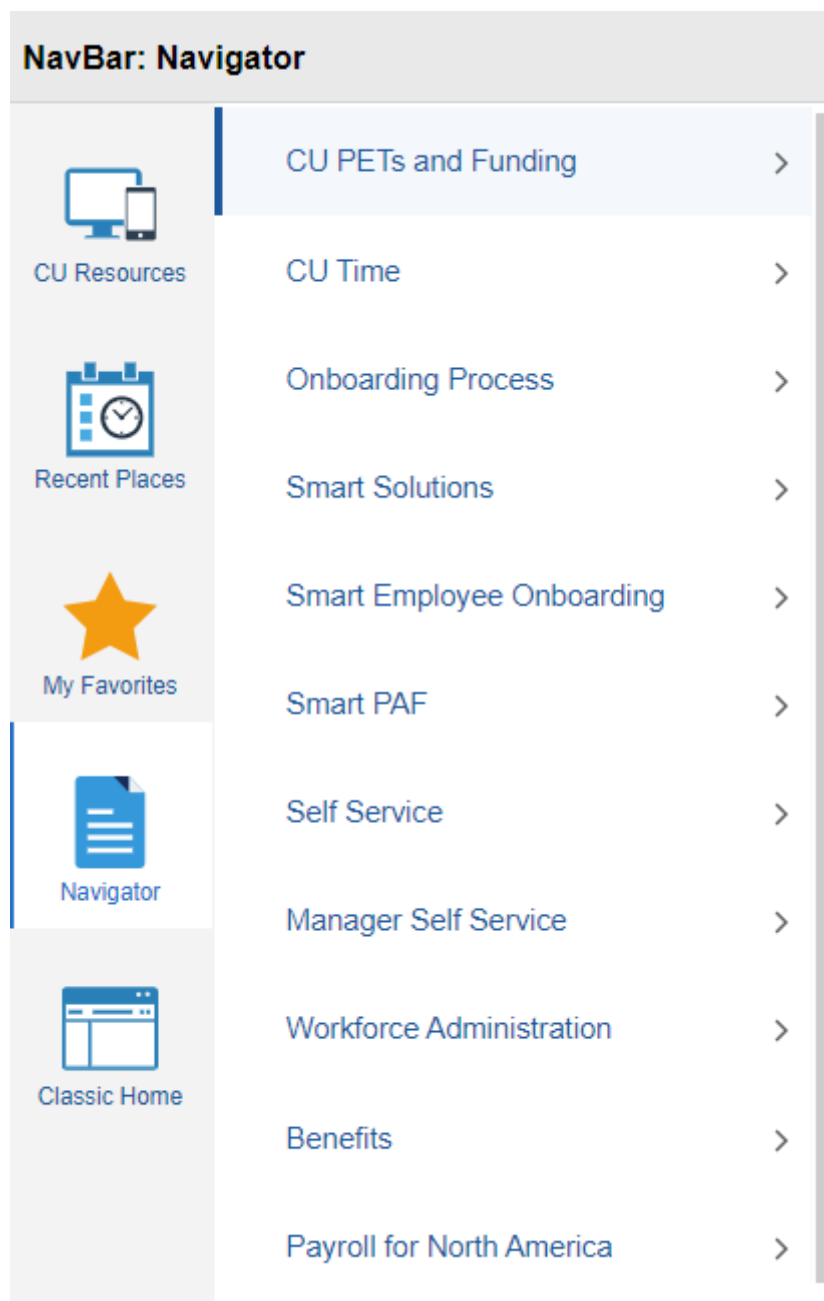 NavBar: Navigator
CU Resources
Recent Places
My Favorites
Navigator
Classic Home
CU PETs and Funding
CU Time
Onboarding Process
Smart Solutions
Smart Employee Onboarding
Smart PAF
Self Service
Manager Self Service
Workforce Administration
Benefits
Payroll for North America